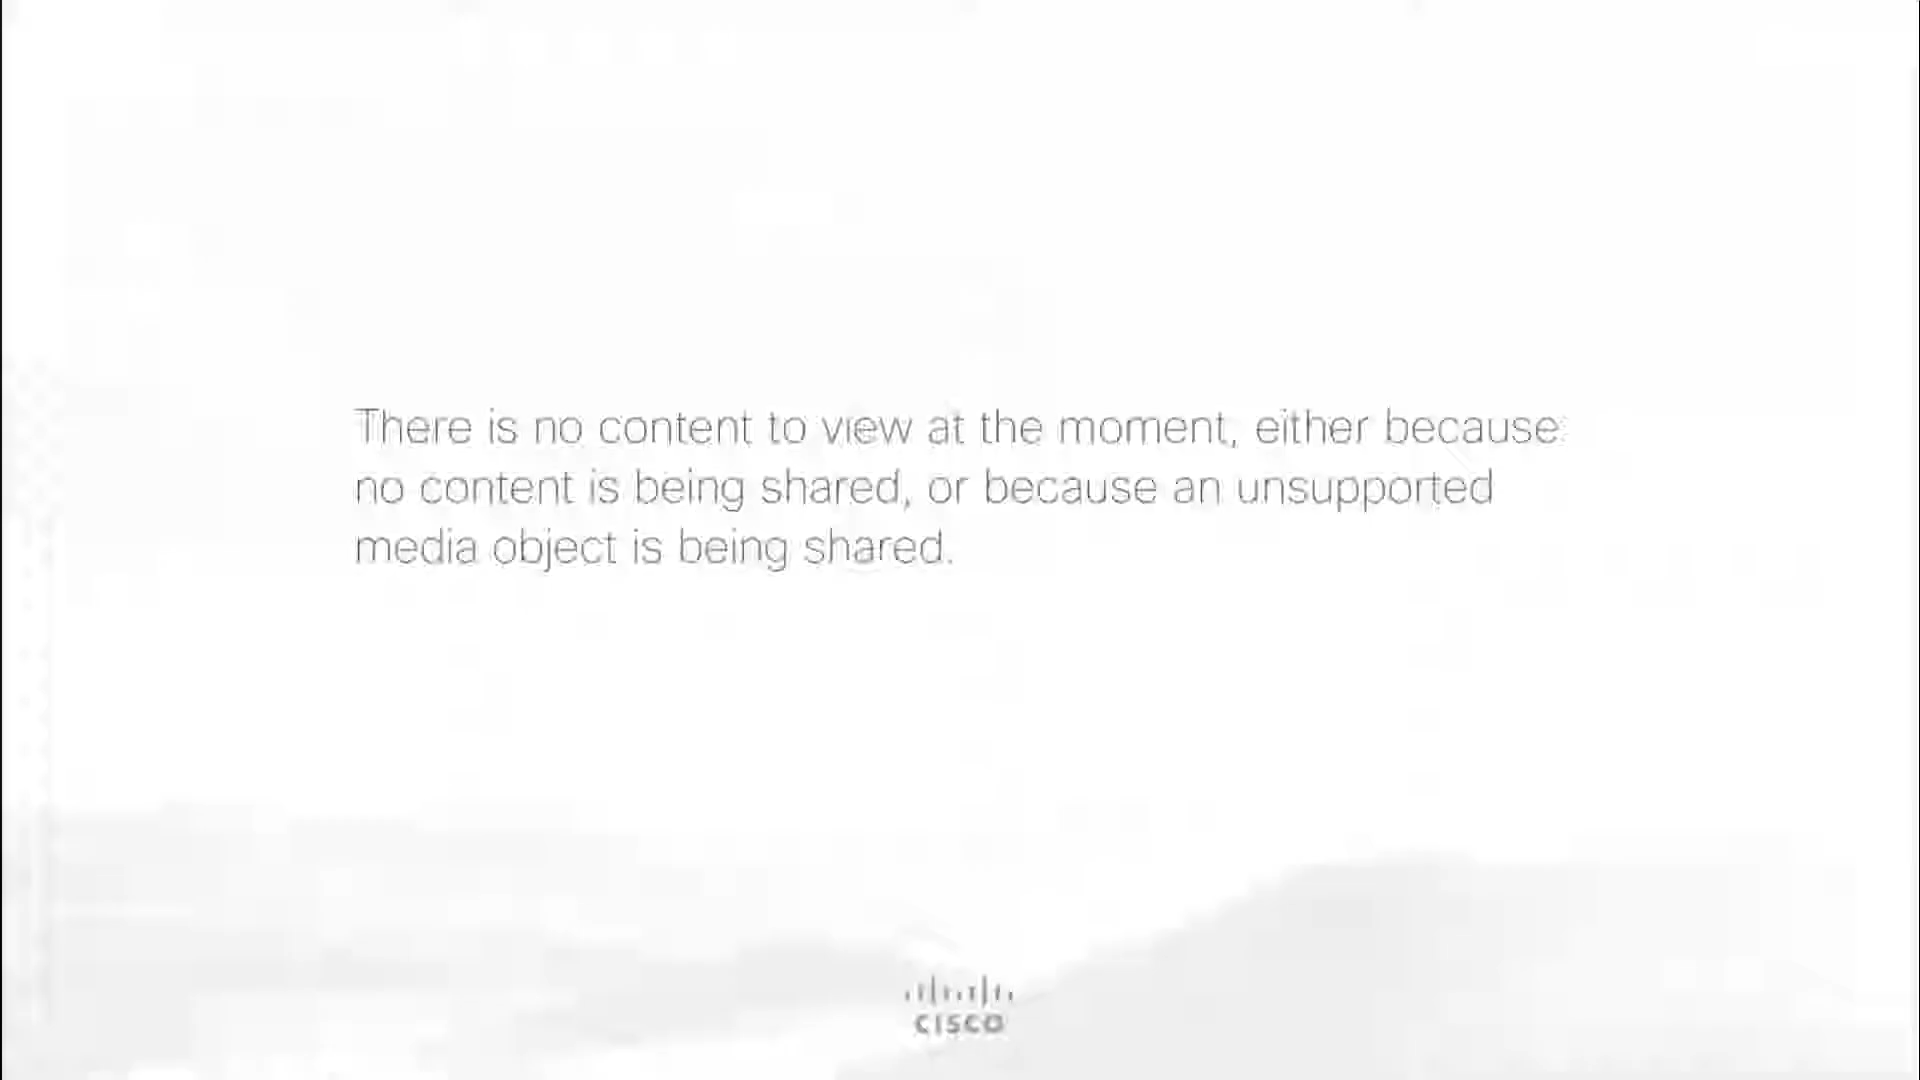 There is no content to view at the moment, either because
no content is being shared, or because an unsupported
media object is being shared.
CISCO